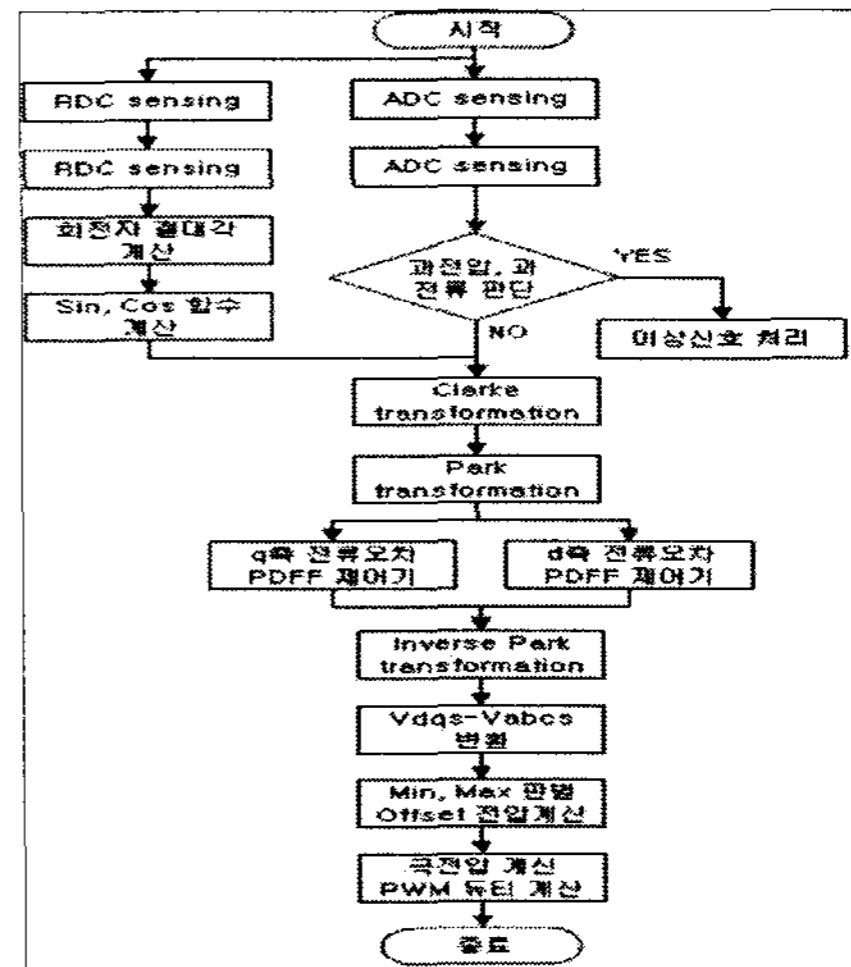 시작
RDC sensing
ADC sensing
RDC sensing
ADC sensing
회전자 절대각
계산
과전압, 과
전류 판단
YES
Sin, Cos 함수
계산
NO
이상신호 처리
Clarke
transformation
Park
transformation
q축 전류오차
PDFF 제어기
d축 전류오차
PDFF 제어기
Inverse Park
transformation
Vdqs-Vabcs
변환
Min, Max 판별
Offset 전압계산
극전압 계산
PWM 듀티 계산
종료